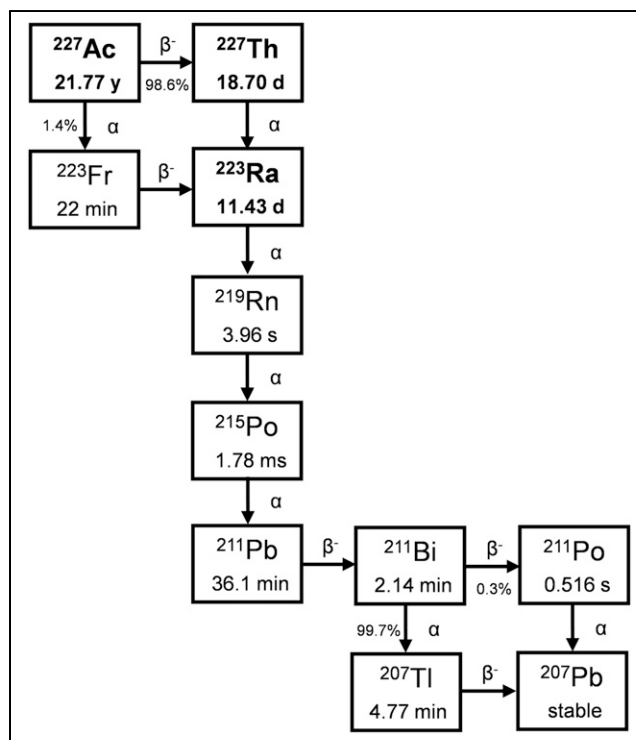 ²²⁷Ac β⁻ ²²⁷Th
21.77 y 98.6% 18.70 d
1.4% α α
²²³Fr β⁻ ²²³Ra
22 min 11.43 d
α
²¹⁹Rn
3.96 s
α
²¹⁵Po
1.78 ms
α
²¹¹Pb β⁻ ²¹¹Bi β⁻ ²¹¹Po
36.1 min 2.14 min 0.3% 0.516 s
99.7% α α
²⁰⁷Tl β⁻ ²⁰⁷Pb
4.77 min stable